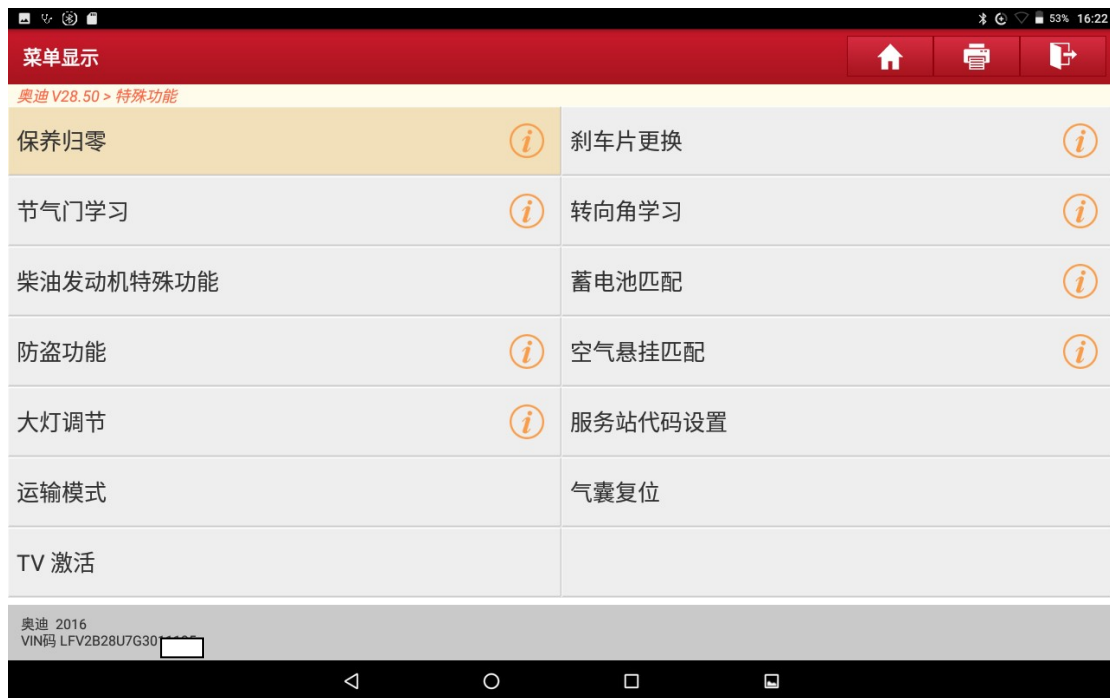 53% 16:22
菜单显示
奥迪 V28.50 > 特殊功能
保养归零
刹车片更换
节气门学习
转向角学习
柴油发动机特殊功能
蓄电池匹配
防盗功能
空气悬挂匹配
大灯调节
服务站代码设置
运输模式
气囊复位
TV 激活
奥迪 2016
VIN码 LFV2B28U7G30